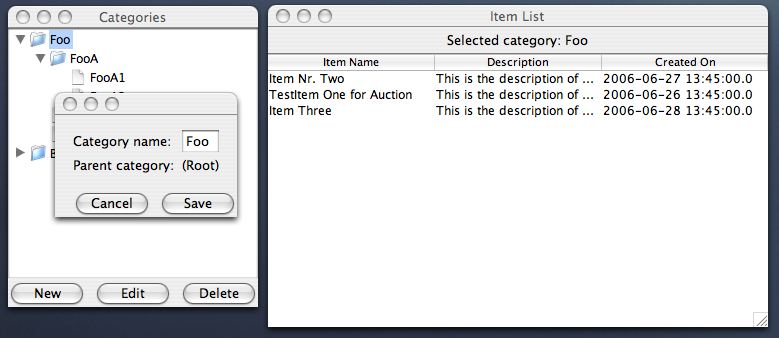 Categories
Foo
FooA
FooA1
Category name: Foo
Parent category: (Root)
Cancel Save
New Edit Delete
Item List
Selected category: Foo
Item Name Description Created On
Item Nr. Two This is the description of ... 2006-06-27 13:45:00.0
TestItem One for Auction This is the description of ... 2006-06-26 13:45:00.0
Item Three This is the description of ... 2006-06-28 13:45:00.0